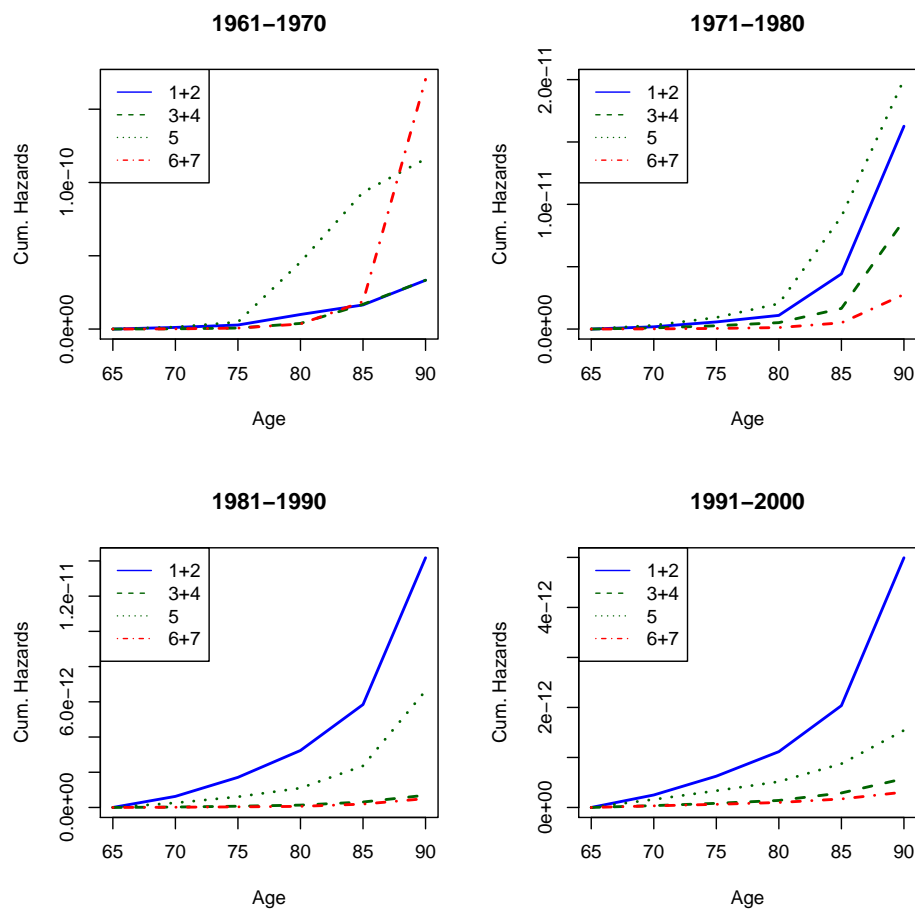 1961−1970
1+2
3+4
5
6+7
Cum. Hazards
0.0e+00
1.0e−10
65 70 75 80 85 90
Age
1971−1980
1+2
3+4
5
6+7
Cum. Hazards
0.0e+00
1.0e−11
2.0e−11
65 70 75 80 85 90
Age
1981−1990
1+2
3+4
5
6+7
Cum. Hazards
0.0e+00
6.0e−12
1.2e−11
65 70 75 80 85 90
Age
1991−2000
1+2
3+4
5
6+7
Cum. Hazards
0e+00
2e−12
4e−12
65 70 75 80 85 90
Age